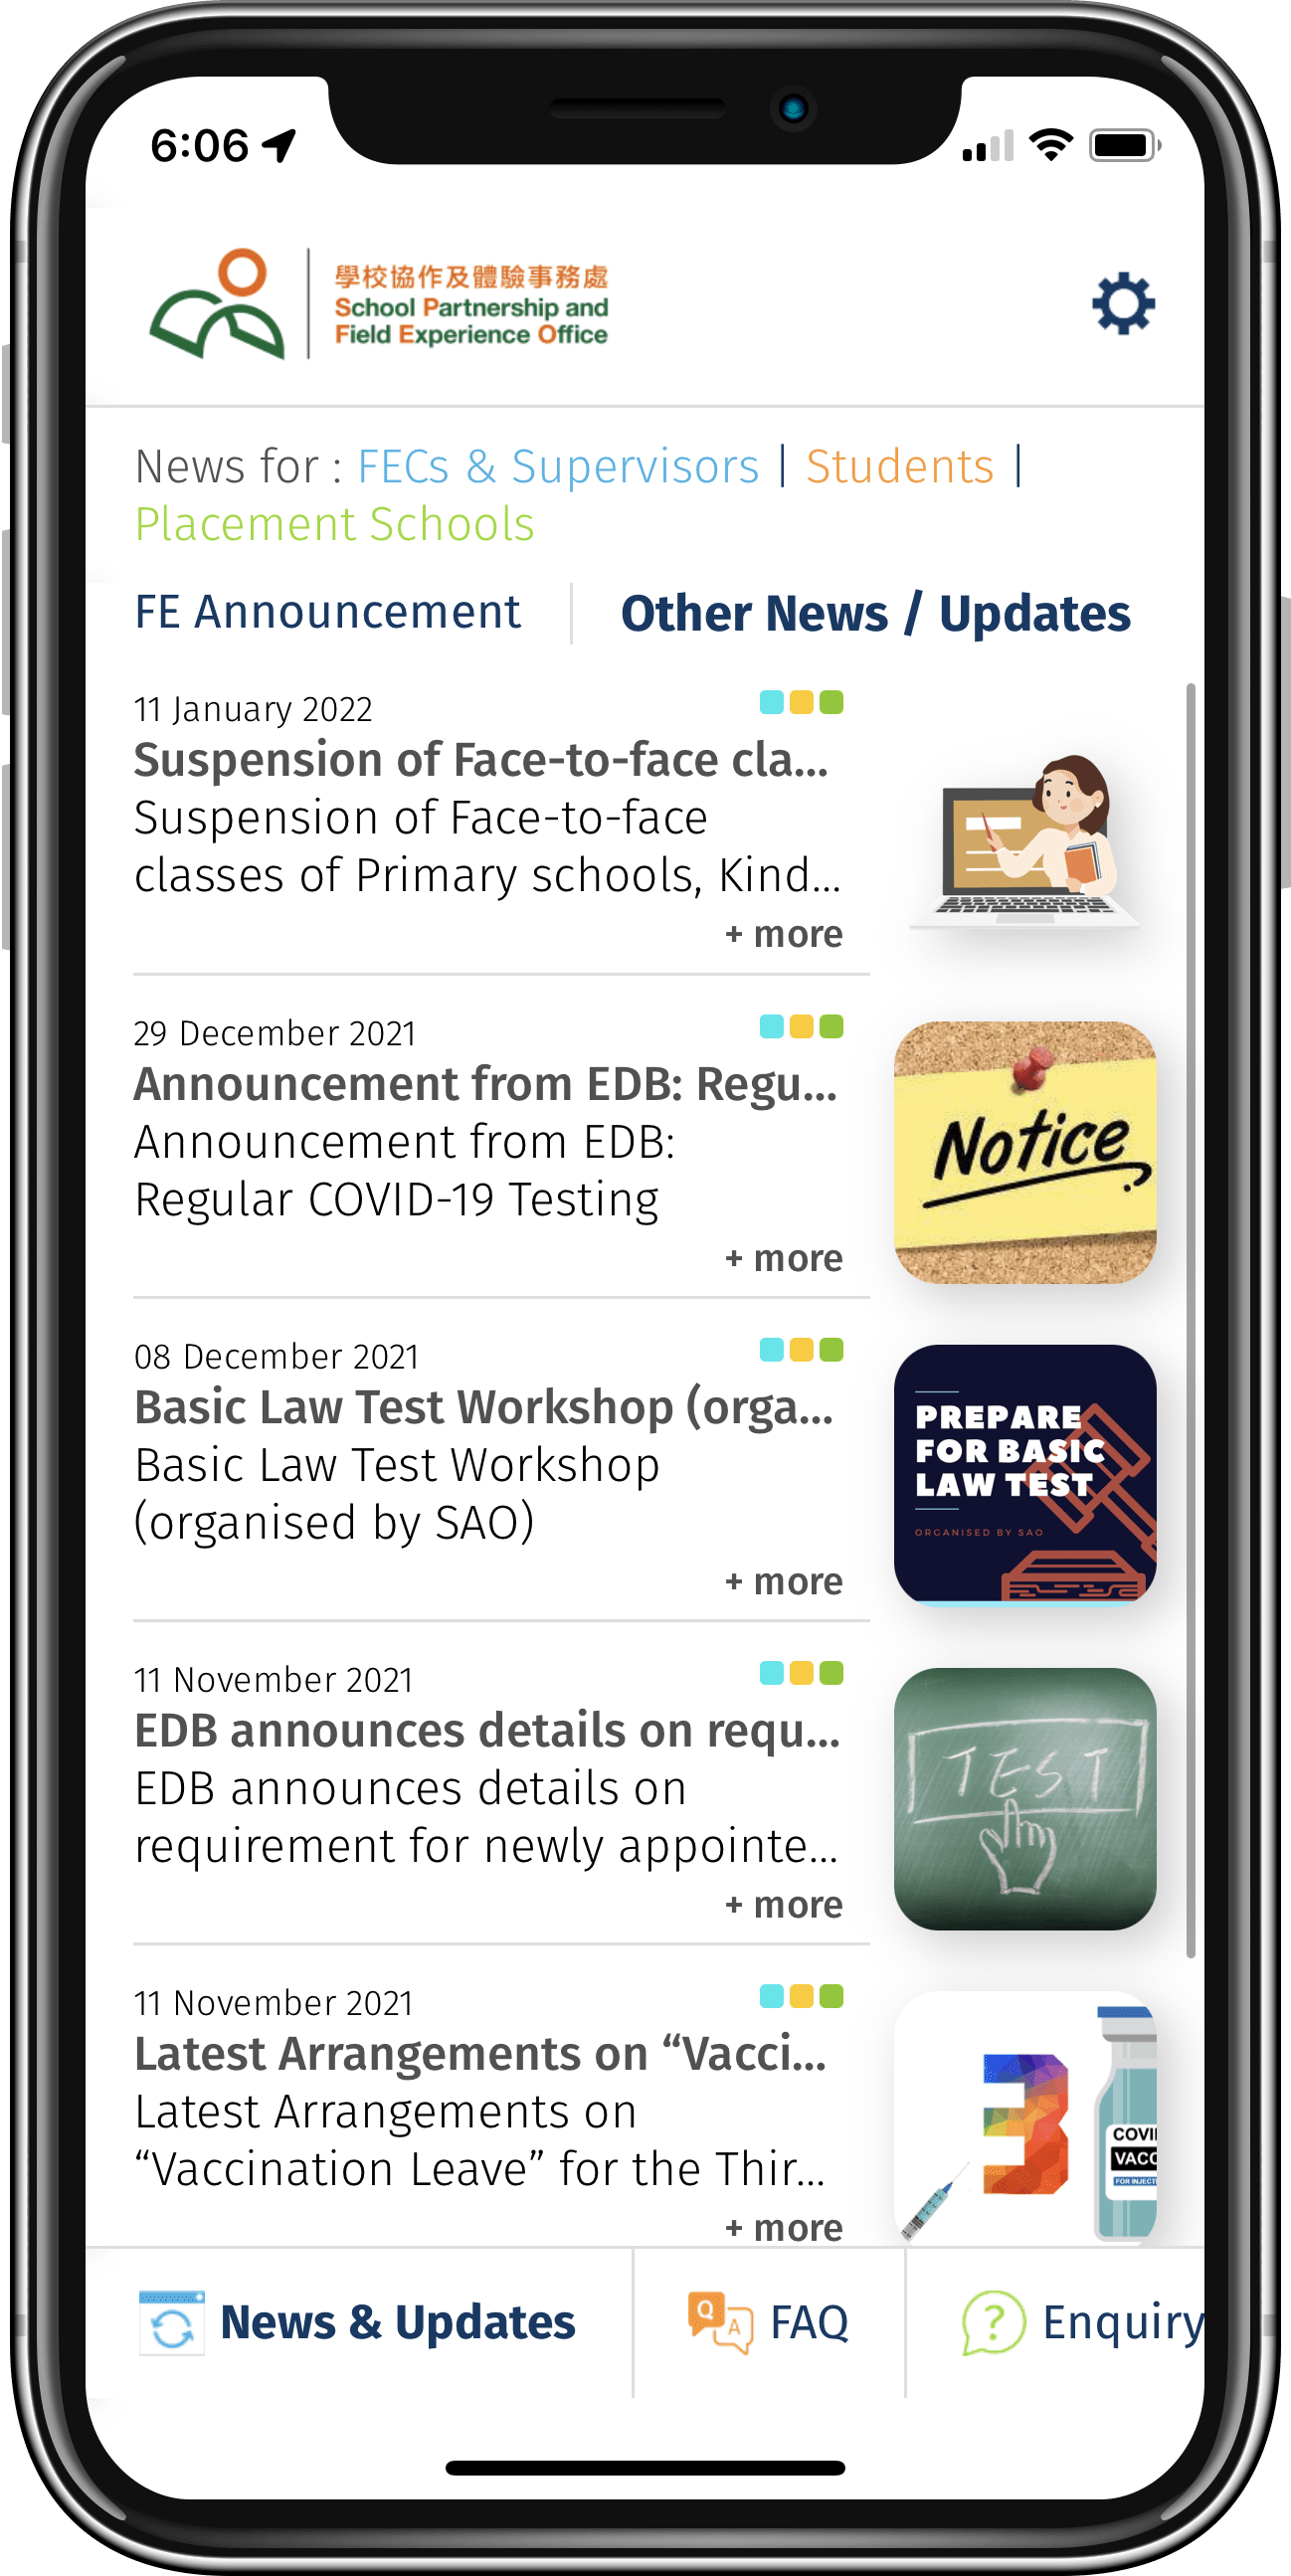 6:06
學校協作及體驗事務處
School Partnership and
Field Experience Office
News for : FECs & Supervisors | Students |
Placement Schools
FE Announcement
Other News / Updates
11 January 2022
Suspension of Face-to-face cla...
Suspension of Face-to-face
classes of Primary schools, Kind...
+ more
29 December 2021
Announcement from EDB: Regu...
Announcement from EDB:
Regular COVID-19 Testing
+ more
Notice
08 December 2021
Basic Law Test Workshop (orga...
Basic Law Test Workshop
(organised by SAO)
+ more
PREPARE
FOR BASIC
LAW TEST
ORGANISED BY SAO
11 November 2021
EDB announces details on requ...
EDB announces details on
requirement for newly appointe...
+ more
TEST
11 November 2021
Latest Arrangements on “Vacci...
Latest Arrangements on
“Vaccination Leave” for the Thir...
+ more
3
COVI
VACC
FOR INJECTI
News & Updates
Q
A
FAQ
?
Enquiry